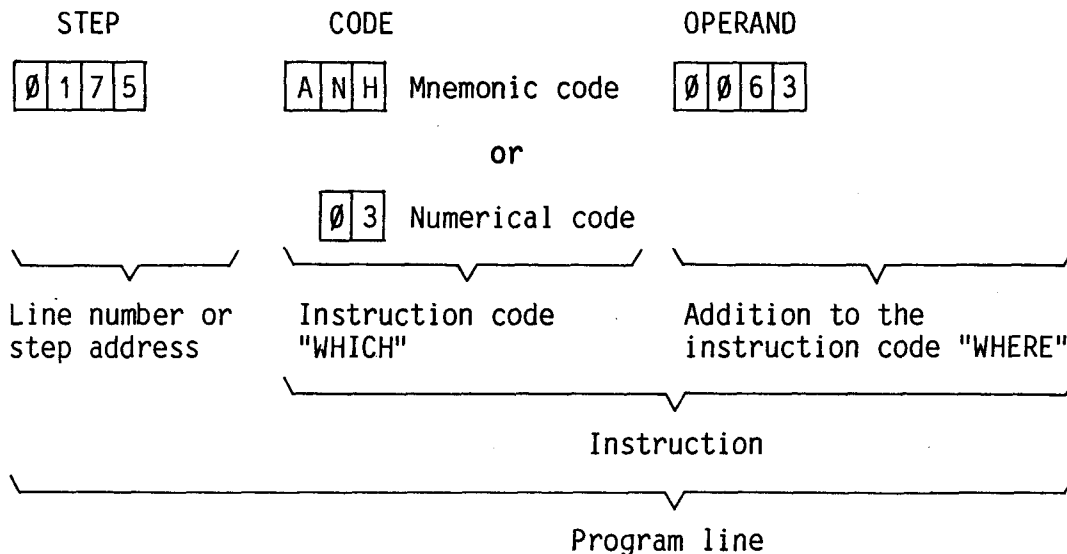 STEP CODE OPERAND
Ø175 ANH Mnemonic code ØØ63
or
Ø3 Numerical code
Line number or Instruction code Addition to the
step address "WHICH" instruction code "WHERE"
Instruction
Program line